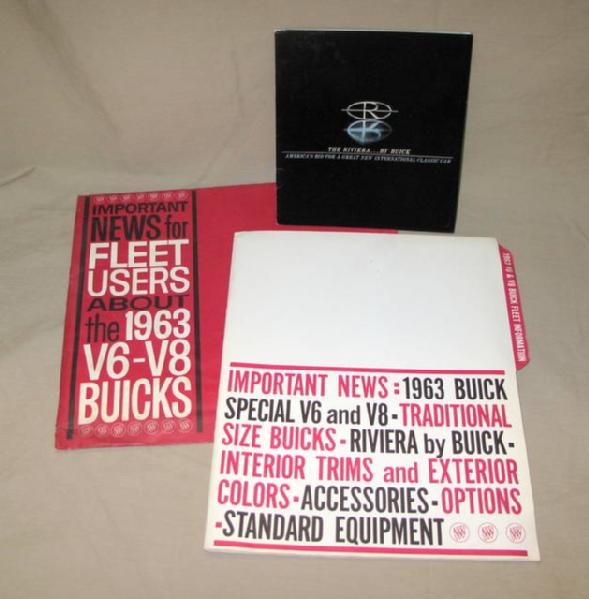 THE RIVIERA...BY BUICK
AMERICA'S BID FOR A GREAT NEW INTERNATIONAL CLASSIC CAR
IMPORTANT
NEWS for
FLEET
USERS
ABOUT
the 1963
V6-V8
BUICKS
1963 V6 & V8 BUICK FLEET INFORMATION
IMPORTANT NEWS: 1963 BUICK
SPECIAL V6 and V8-TRADITIONAL
SIZE BUICKS-RIVIERA by BUICK-
INTERIOR TRIMS and EXTERIOR
COLORS-ACCESSORIES-OPTIONS
-STANDARD EQUIPMENT